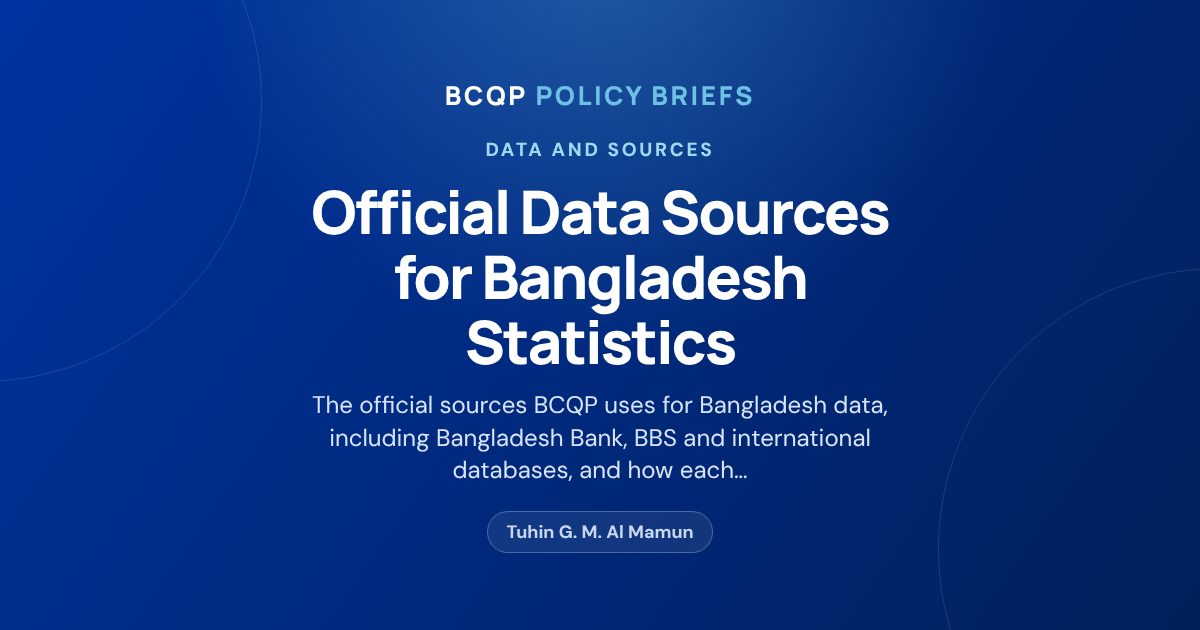 BCQP POLICY BRIEFS
DATA AND SOURCES
Official Data Sources
for Bangladesh
Statistics
The official sources BCQP uses for Bangladesh data,
including Bangladesh Bank, BBS and international
databases, and how each...
Tuhin G. M. Al Mamun